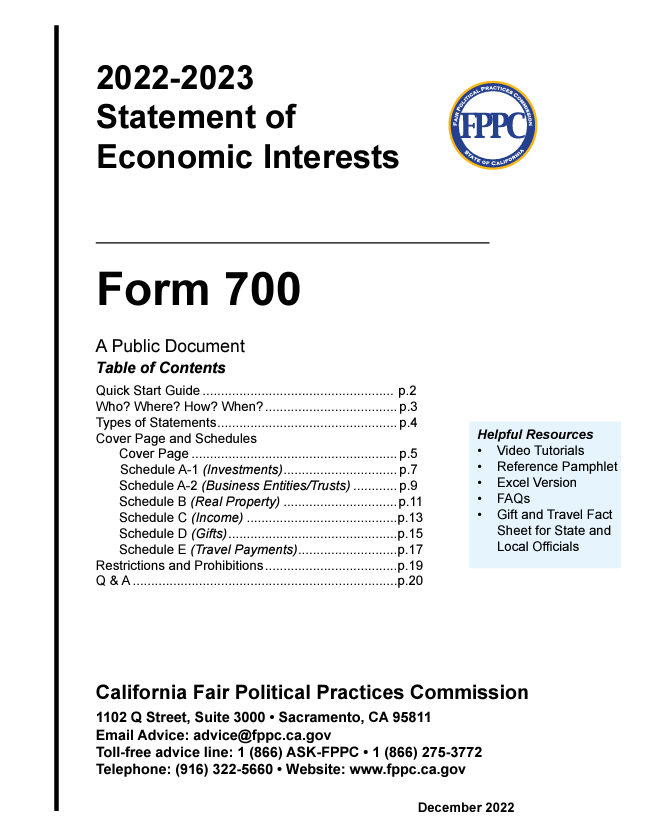 2022-2023
Statement of
Economic Interests
FAIR POLITICAL PRACTICES COMMISSION
FPPC
STATE OF CALIFORNIA
Form 700
A Public Document
Table of Contents
Quick Start Guide .................................................... p.2
Who? Where? How? When? .................................... p.3
Types of Statements ................................................. p.4
Cover Page and Schedules
Cover Page ........................................................ p.5
Schedule A-1 (Investments) ............................... p.7
Schedule A-2 (Business Entities/Trusts) ............ p.9
Schedule B (Real Property) ............................... p.11
Schedule C (Income) .........................................p.13
Schedule D (Gifts)..............................................p.15
Schedule E (Travel Payments)...........................p.17
Restrictions and Prohibitions ....................................p.19
Q & A ........................................................................p.20
Helpful Resources
• Video Tutorials
• Reference Pamphlet
• Excel Version
• FAQs
• Gift and Travel Fact
Sheet for State and
Local Officials
California Fair Political Practices Commission
1102 Q Street, Suite 3000 • Sacramento, CA 95811
Email Advice: advice@fppc.ca.gov
Toll-free advice line: 1 (866) ASK-FPPC • 1 (866) 275-3772
Telephone: (916) 322-5660 • Website: www.fppc.ca.gov
December 2022